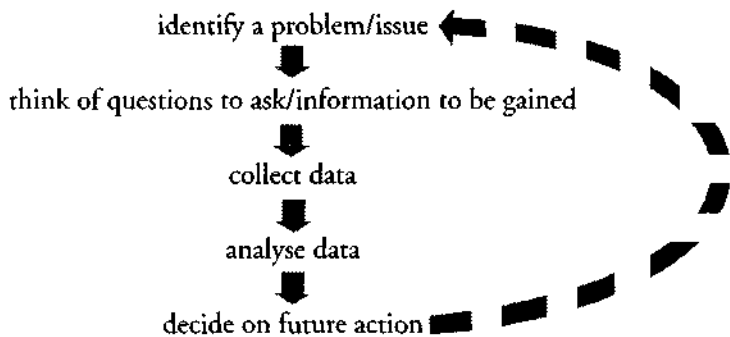 identify a problem/issue
think of questions to ask/information to be gained
collect data
analyse data
decide on future action